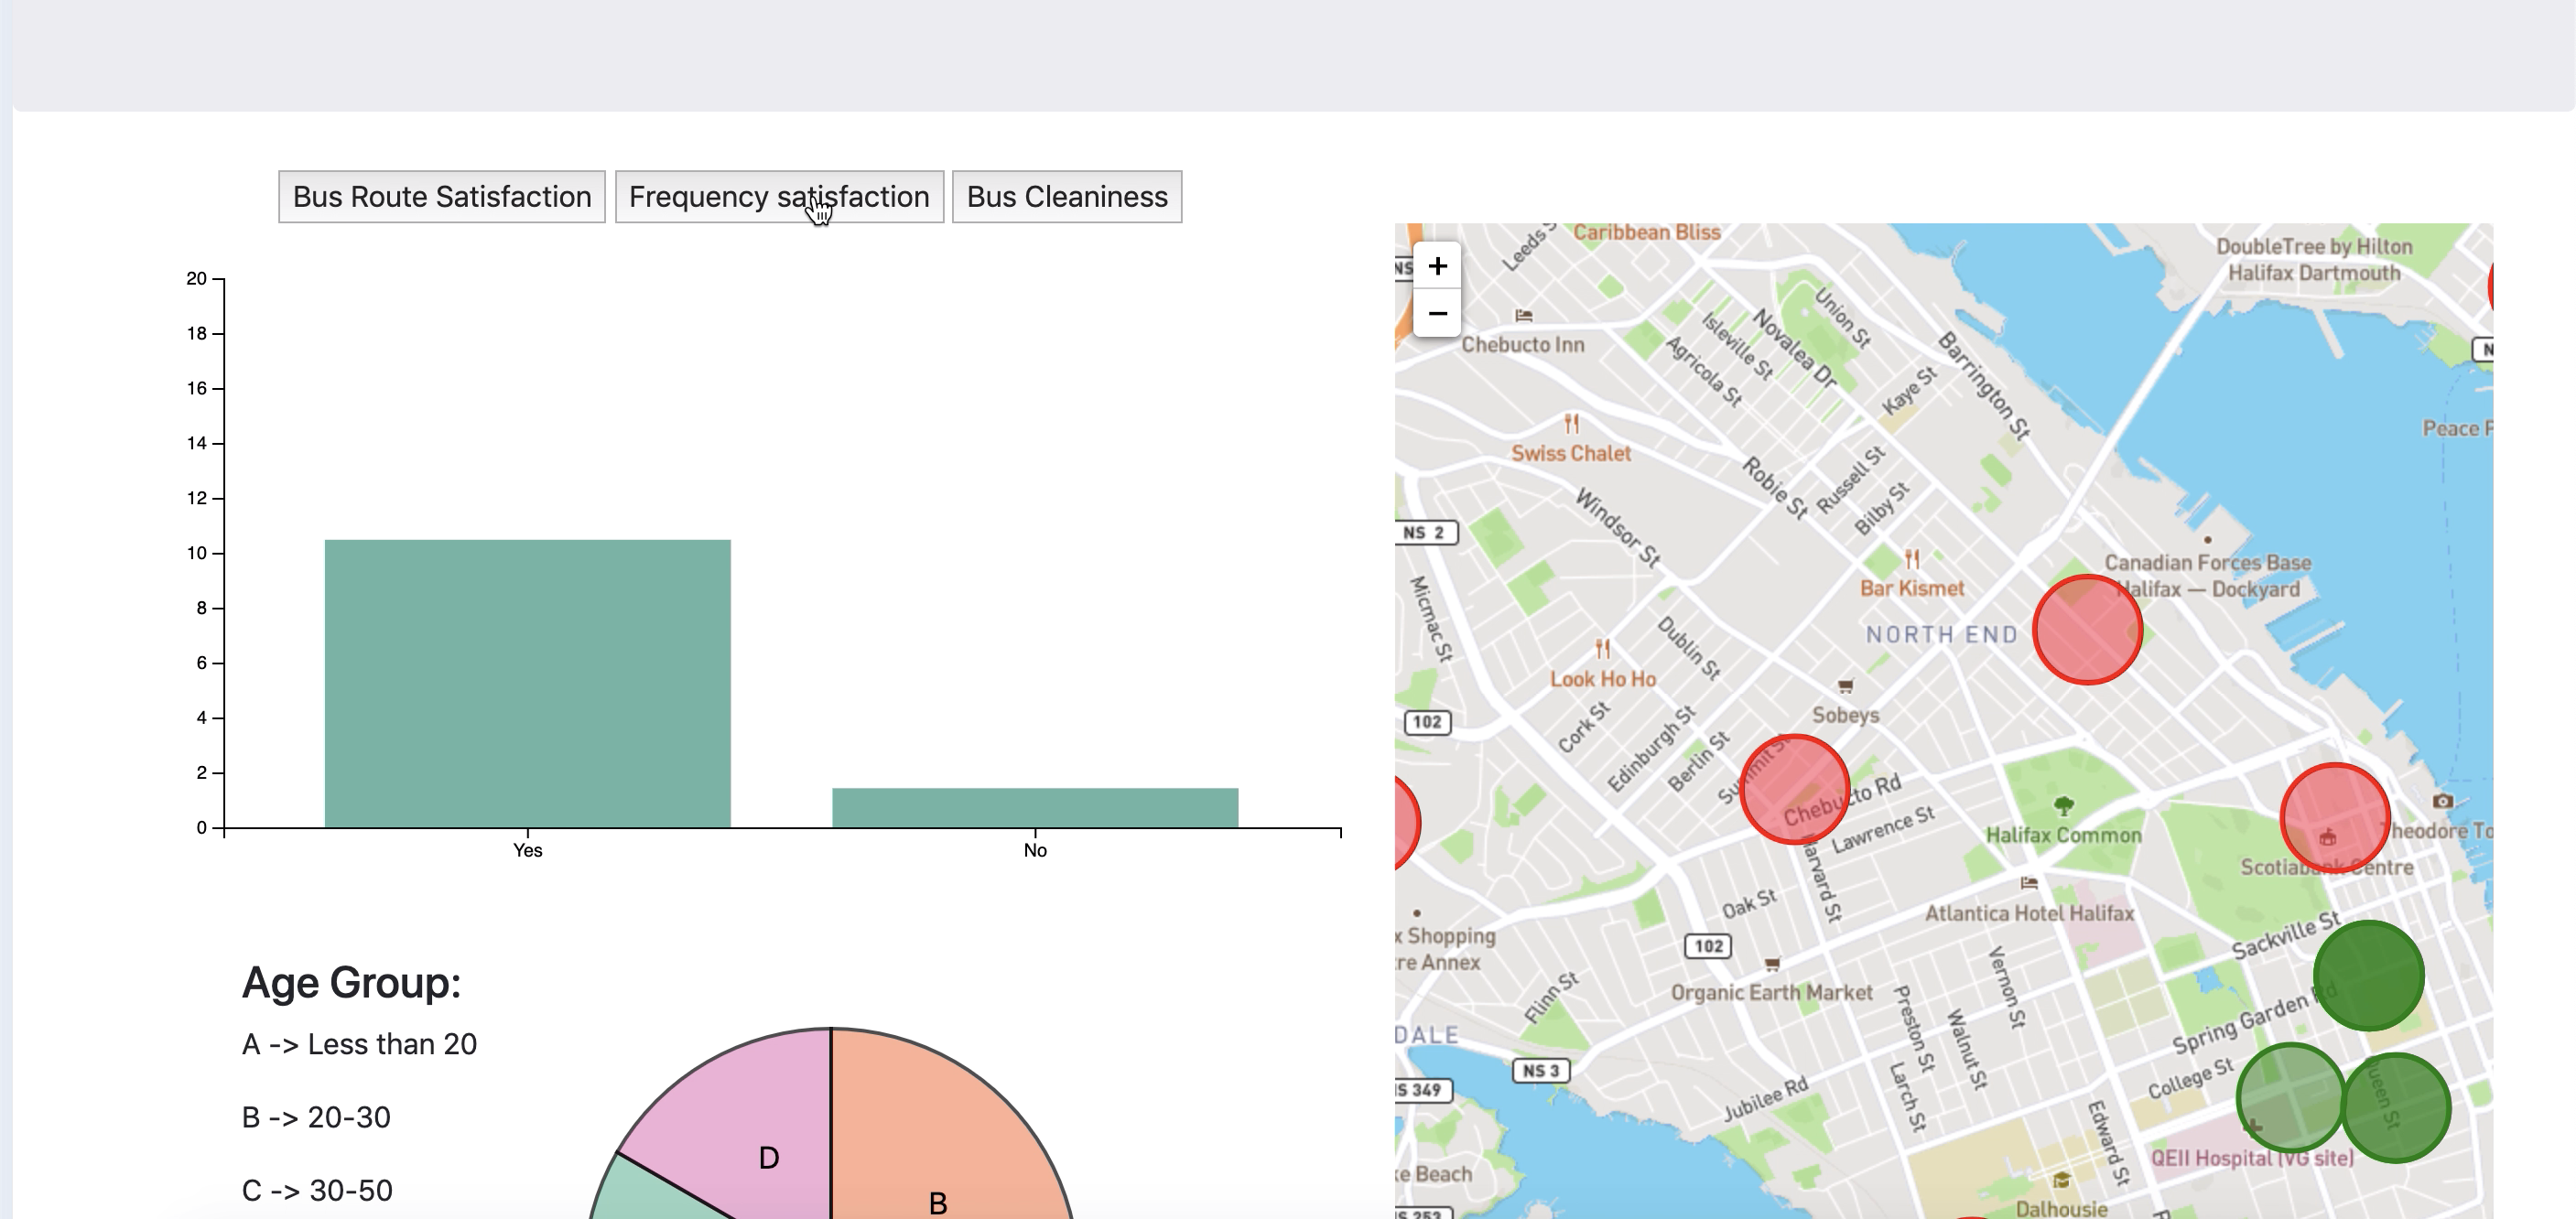 Bus Route Satisfaction
Frequency satisfaction
Bus Cleaniness
20
18
16
14
12
10
8
6
4
2
0
Yes
No
Age Group:
A -> Less than 20
B -> 20-30
C -> 30-50
D
B
+
−
Caribbean Bliss
DoubleTree by Hilton
Halifax Dartmouth
Chebucto Inn
Union St
Novalea Dr
Isleville St
Agricola St
Kaye St
Barrington St
Swiss Chalet
Robie St
Russell St
Bilby St
Windsor St
NS 2
Peace
Micmac St
Bar Kismet
Canadian Forces Base
Halifax — Dockyard
NORTH END
Dublin St
Look Ho Ho
Sobeys
102
Cork St
Edinburgh St
Berlin St
Summit St
Chebucto Rd
Lawrence St
Harvard St
Halifax Common
Theodore
Scotiabank Centre
Oak St
Atlantica Hotel Halifax
Sackville St
x Shopping
re Annex
102
Flinn St
Organic Earth Market
Vernon St
Preston St
Walnut St
Spring Garden Rd
DALE
NS 3
College St
Queen St
S 349
Jubilee Rd
Larch St
Edward St
QEII Hospital (VG site)
ke Beach
Dalhousie